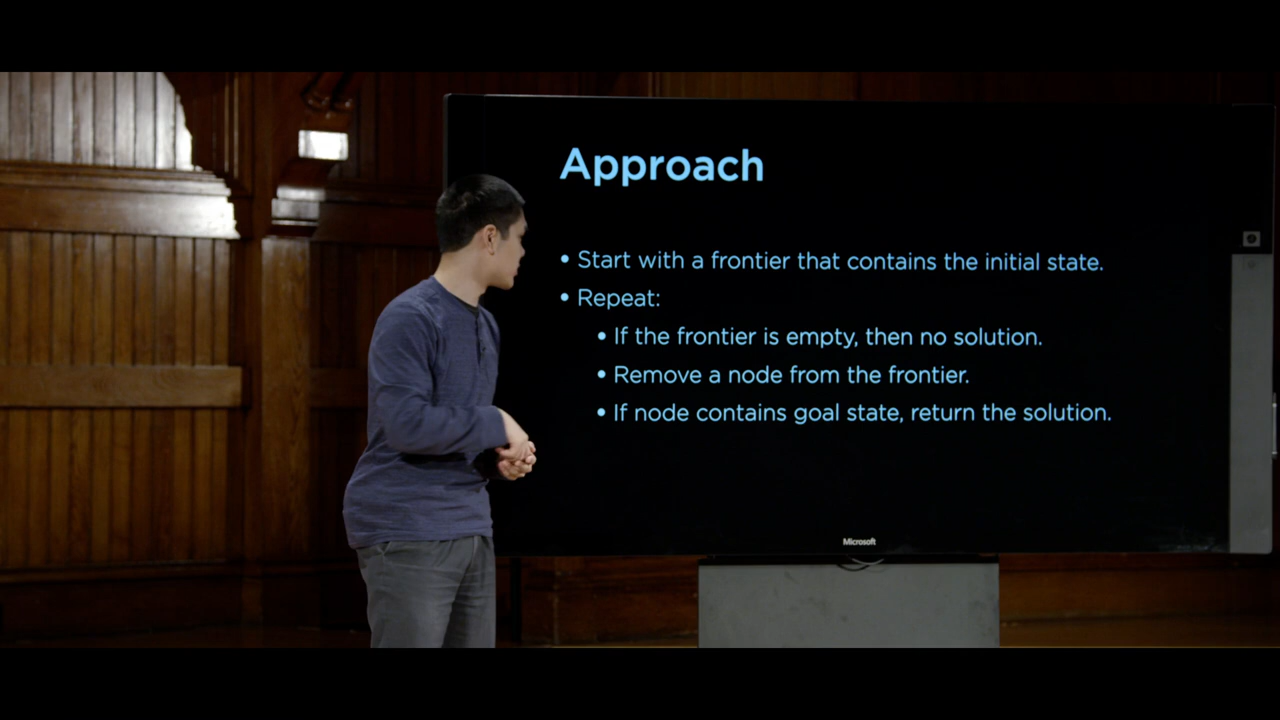 Approach
• Start with a frontier that contains the initial state.
• Repeat:
• If the frontier is empty, then no solution.
• Remove a node from the frontier.
• If node contains goal state, return the solution.
Microsoft